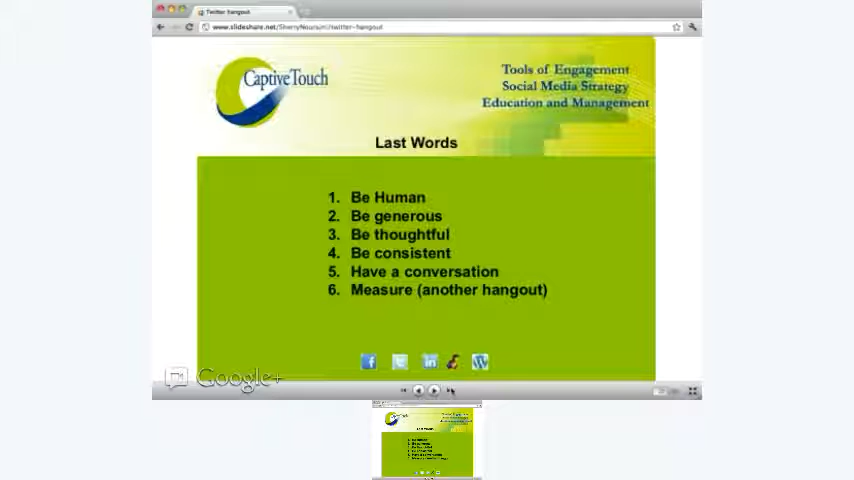 Twitter hangout
www.slideshare.net/SherryNouraini/twitter-hangout
CaptiveTouch
Tools of Engagement
Social Media Strategy
Education and Management
Last Words
1. Be Human
2. Be generous
3. Be thoughtful
4. Be consistent
5. Have a conversation
6. Measure (another hangout)
Google+